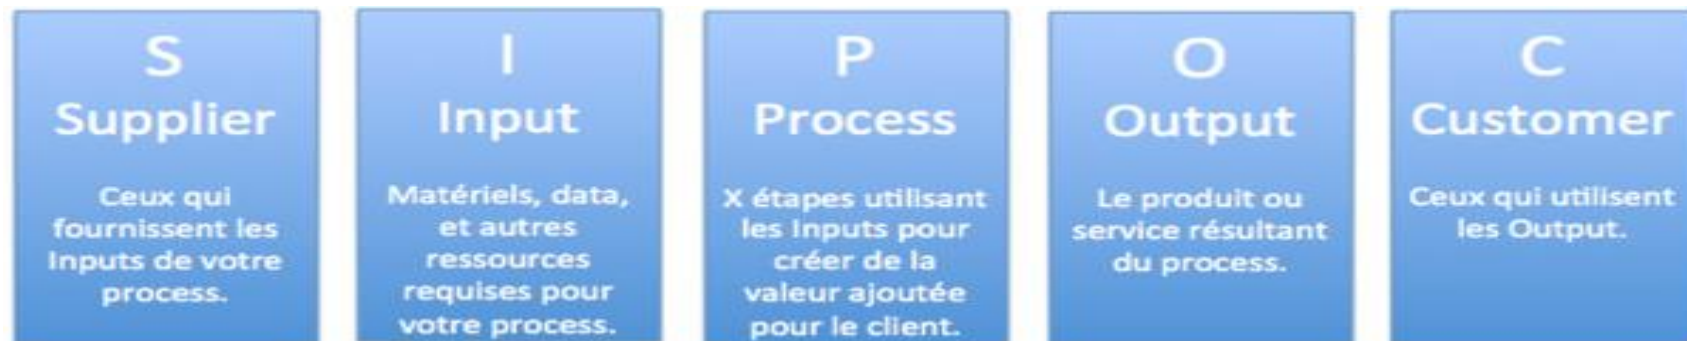 S
Supplier
Ceux qui
fournissent les
Inputs de votre
process.
I
Input
Matériels, data,
et autres
ressources
requises pour
votre process.
P
Process
X étapes utilisant
les Inputs pour
créer de la
valeur ajoutée
pour le client.
O
Output
Le produit ou
service résultant
du process.
C
Customer
Ceux qui utilisent
les Output.